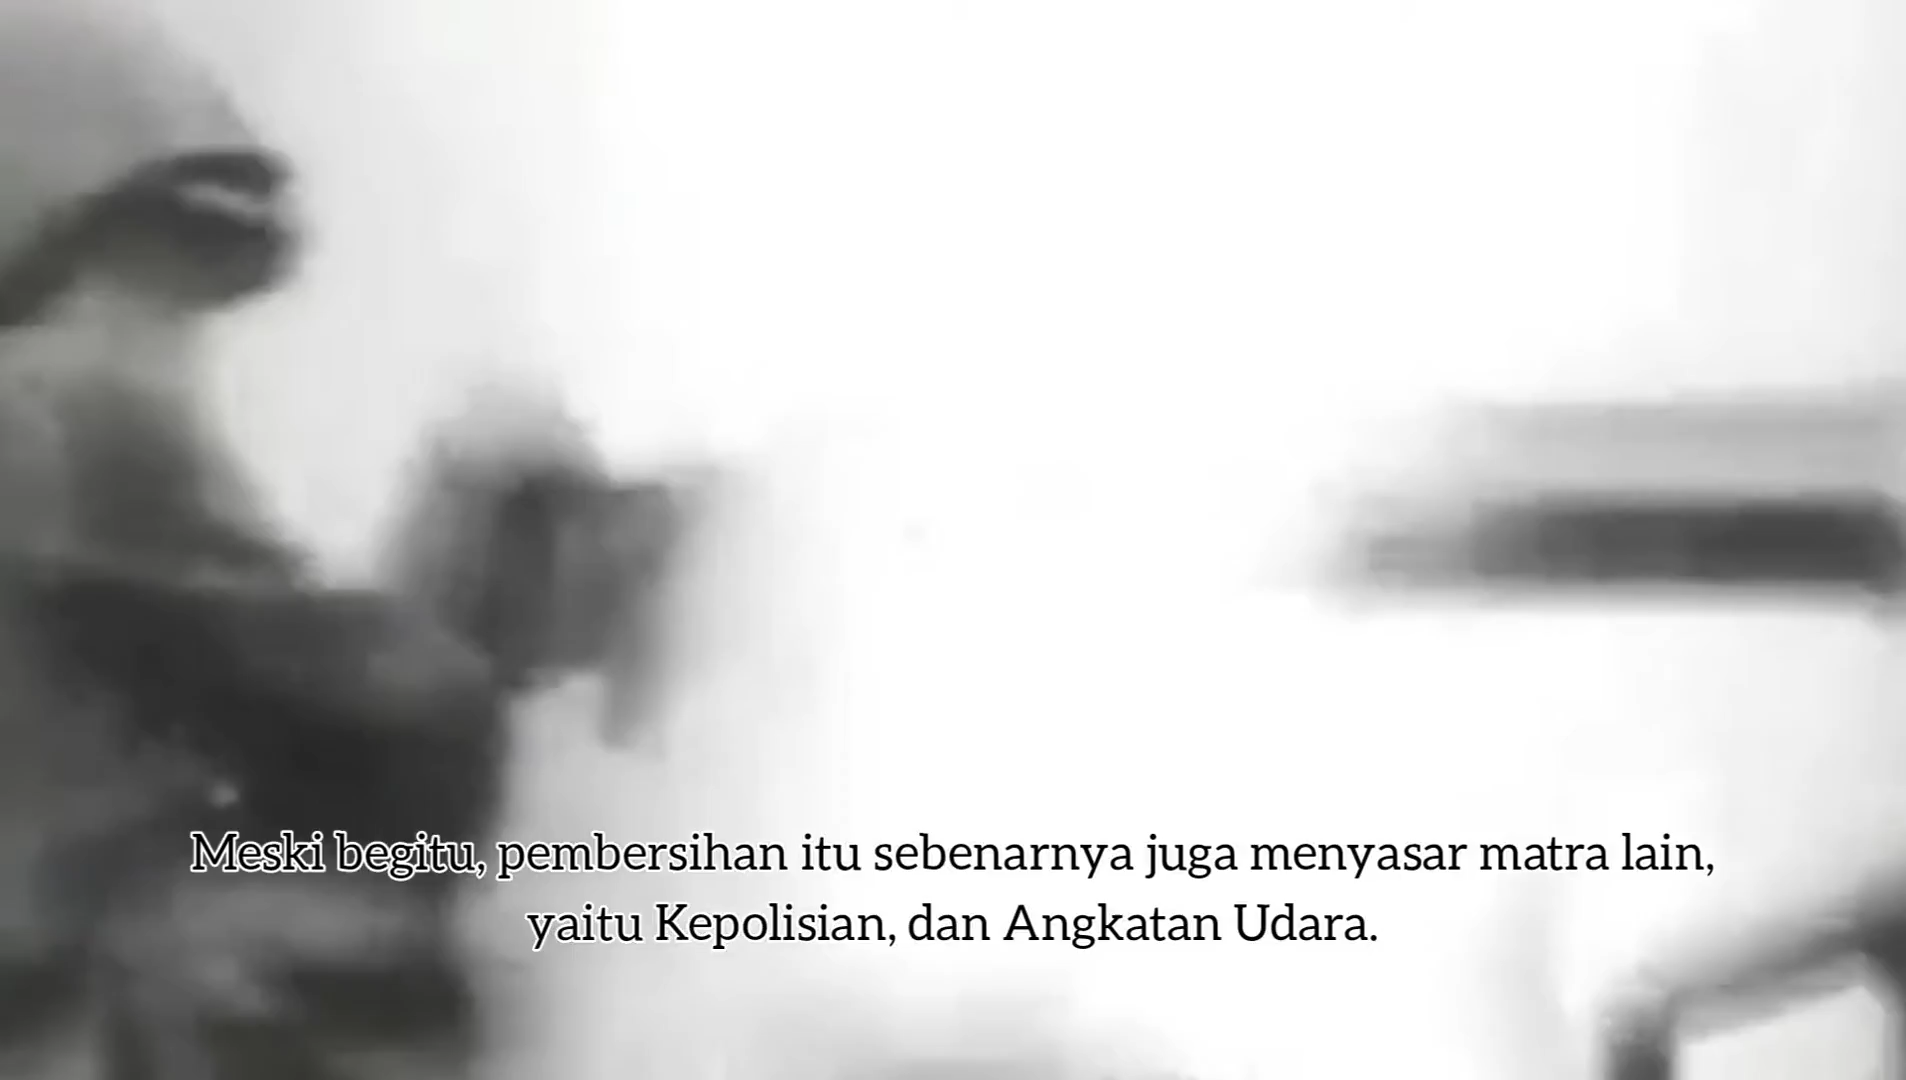 Meski begitu, pembersihan itu sebenarnya juga menyasar matra lain,
yaitu Kepolisian, dan Angkatan Udara.